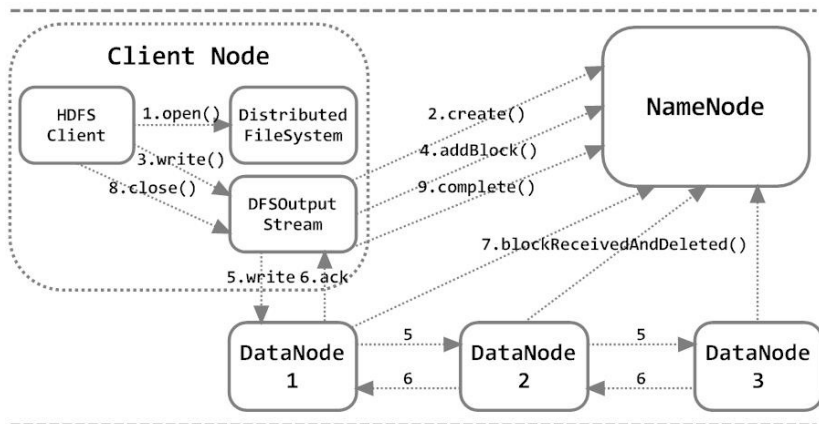 Client Node
HDFS
Client
1.open()
Distributed
FileSystem
3.write()
8.close()
DFSOutput
Stream
2.create()
4.addBlock()
9.complete()
NameNode
7.blockReceivedAndDeleted()
5.write
6.ack
DataNode
1
5
6
DataNode
2
5
6
DataNode
3